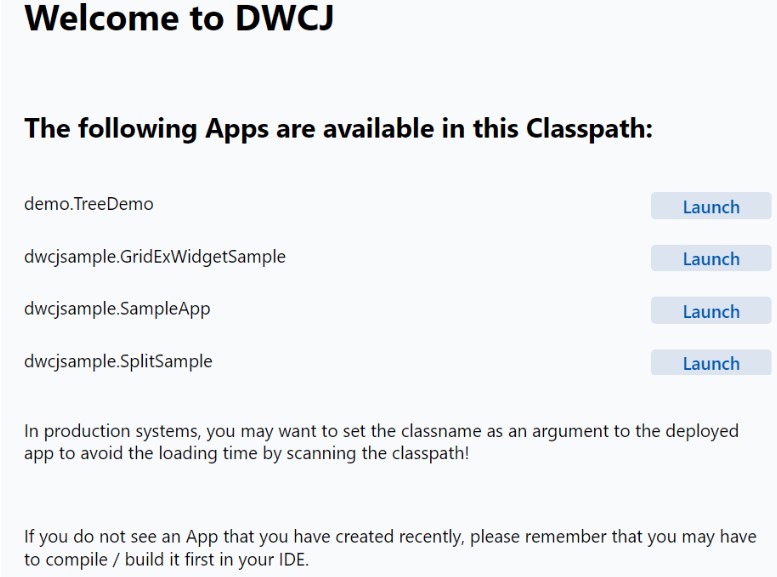 Welcome to DWCJ
The following Apps are available in this Classpath:
demo.TreeDemo
Launch
dwcjsample.GridExWidgetSample
Launch
dwcjsample.SampleApp
Launch
dwcjsample.SplitSample
Launch
In production systems, you may want to set the classname as an argument to the deployed
app to avoid the loading time by scanning the classpath!
If you do not see an App that you have created recently, please remember that you may have
to compile / build it first in your IDE.